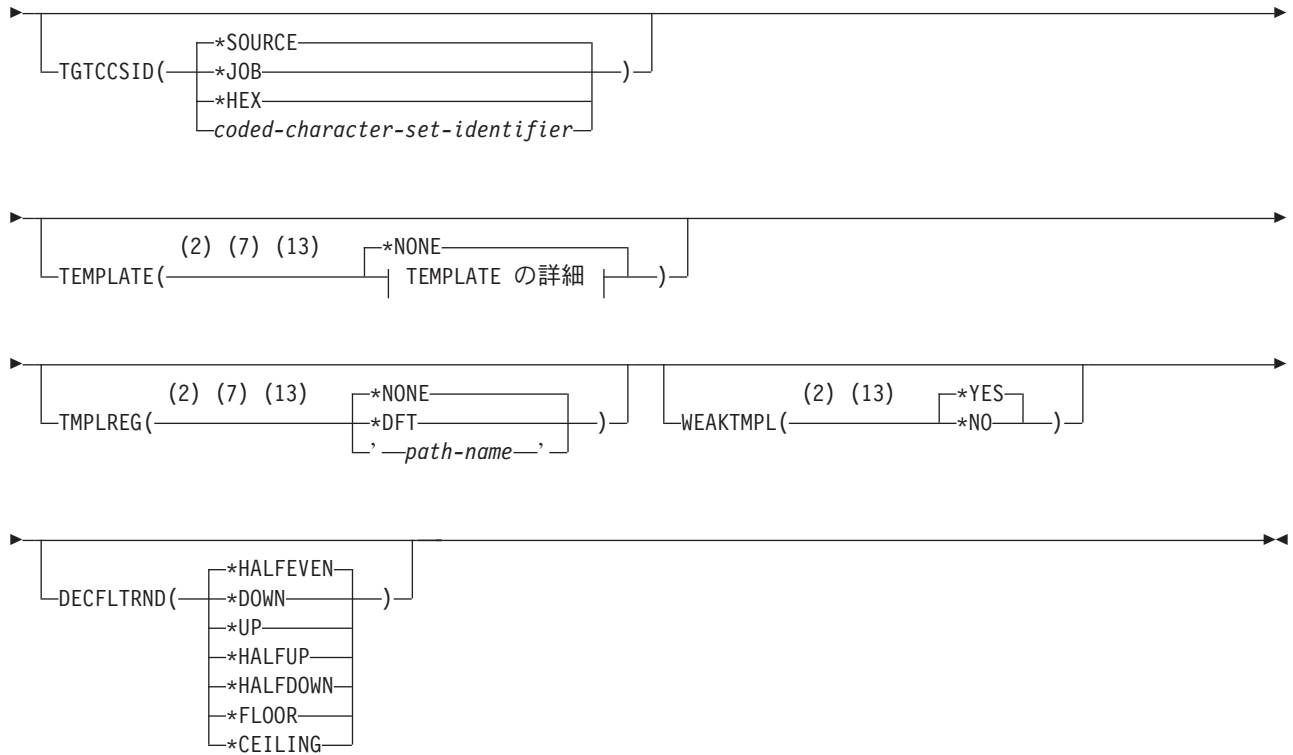 *SOURCE
TGTCCSID( *JOB )
*HEX
coded-character-set-identifier
(2) (7) (13) *NONE
TEMPLATE( TEMPLATE の詳細 )
(2) (7) (13) *NONE
TMPLREG( *DFT )
' path-name '
(2) (13) *YES
WEAKTMPL( *NO )
*HALFEVEN
DECFLTRND( *DOWN )
*UP
*HALFUP
*HALFDOWN
*FLOOR
*CEILING